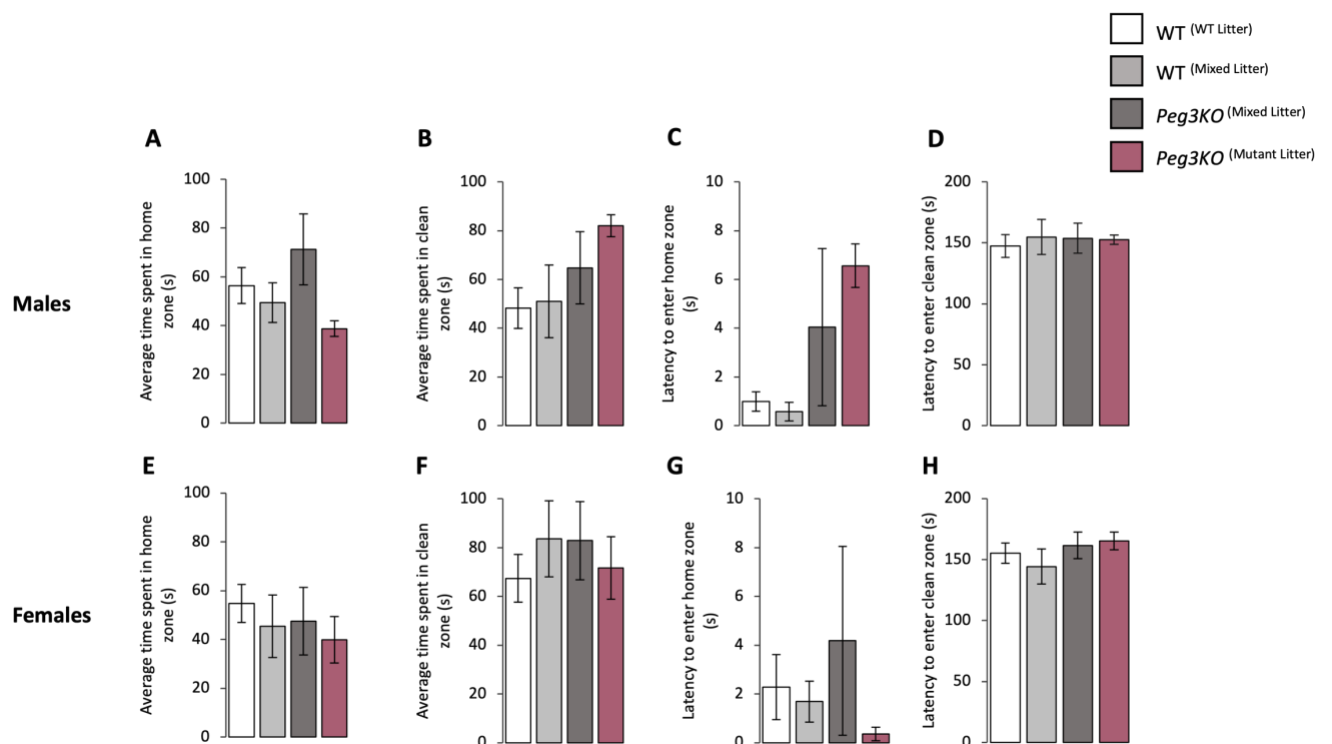 WT (WT Litter)
WT (Mixed Litter)
Peg3KO (Mixed Litter)
Peg3KO (Mutant Litter)
Males
A
Average time spent in home
zone (s)
100
80
60
40
20
0
B
Average time spent in clean
zone (s)
100
80
60
40
20
0
C
Latency to enter home zone
(s)
10
8
6
4
2
0
D
Latency to enter clean zone (s)
200
150
100
50
0
Females
E
Average time spent in home
zone (s)
100
80
60
40
20
0
F
Average time spent in clean
zone (s)
100
80
60
40
20
0
G
Latency to enter home zone
(s)
10
8
6
4
2
0
H
Latency to enter clean zone (s)
200
150
100
50
0